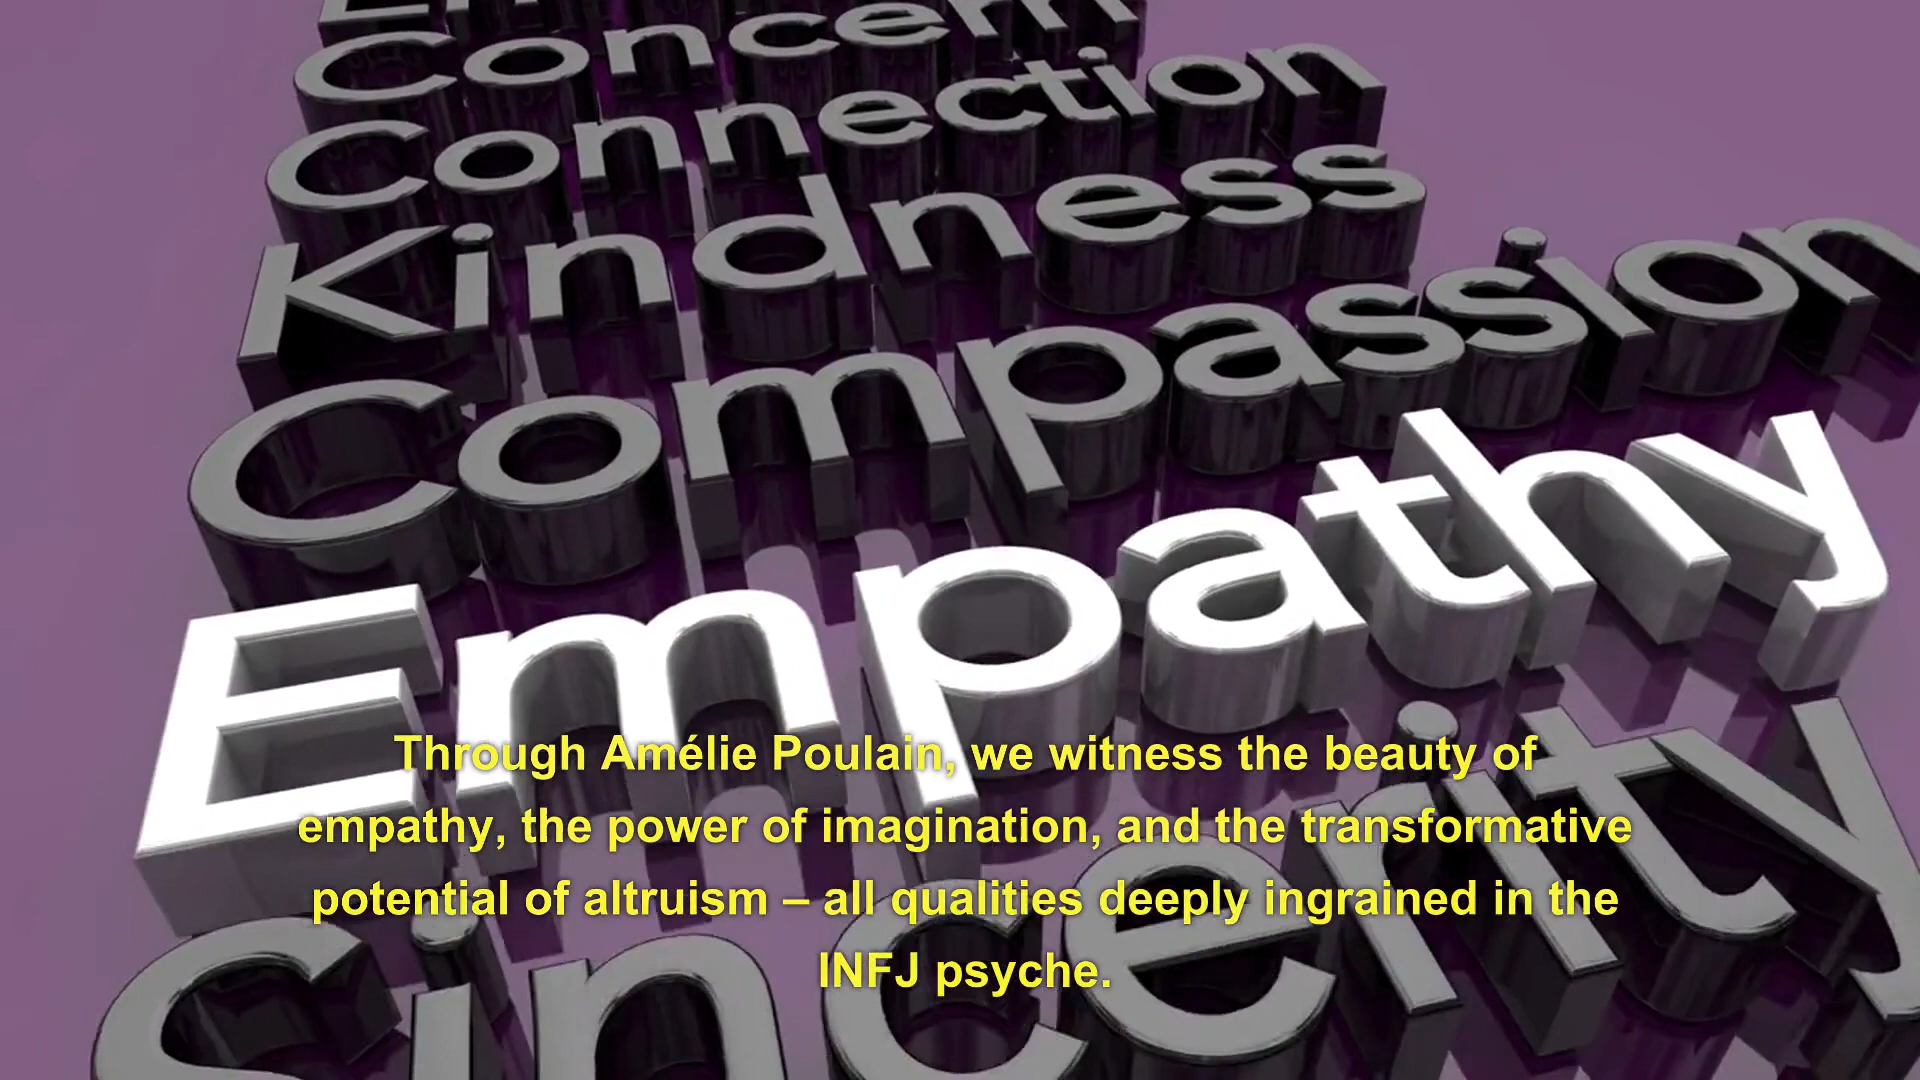 Concern
Connection
Kindness
Compassion
Empathy
Sincerity
Through Amélie Poulain, we witness the beauty of
empathy, the power of imagination, and the transformative
potential of altruism – all qualities deeply ingrained in the
INFJ psyche.